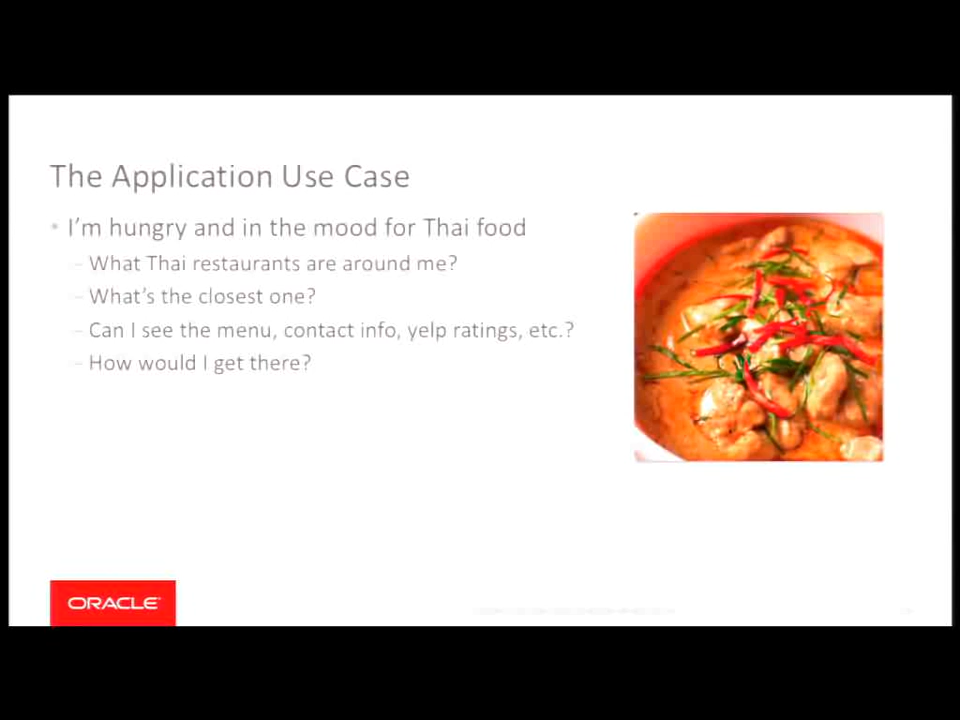 The Application Use Case
• I'm hungry and in the mood for Thai food
– What Thai restaurants are around me?
– What's the closest one?
– Can I see the menu, contact info, yelp ratings, etc.?
– How would I get there?
ORACLE